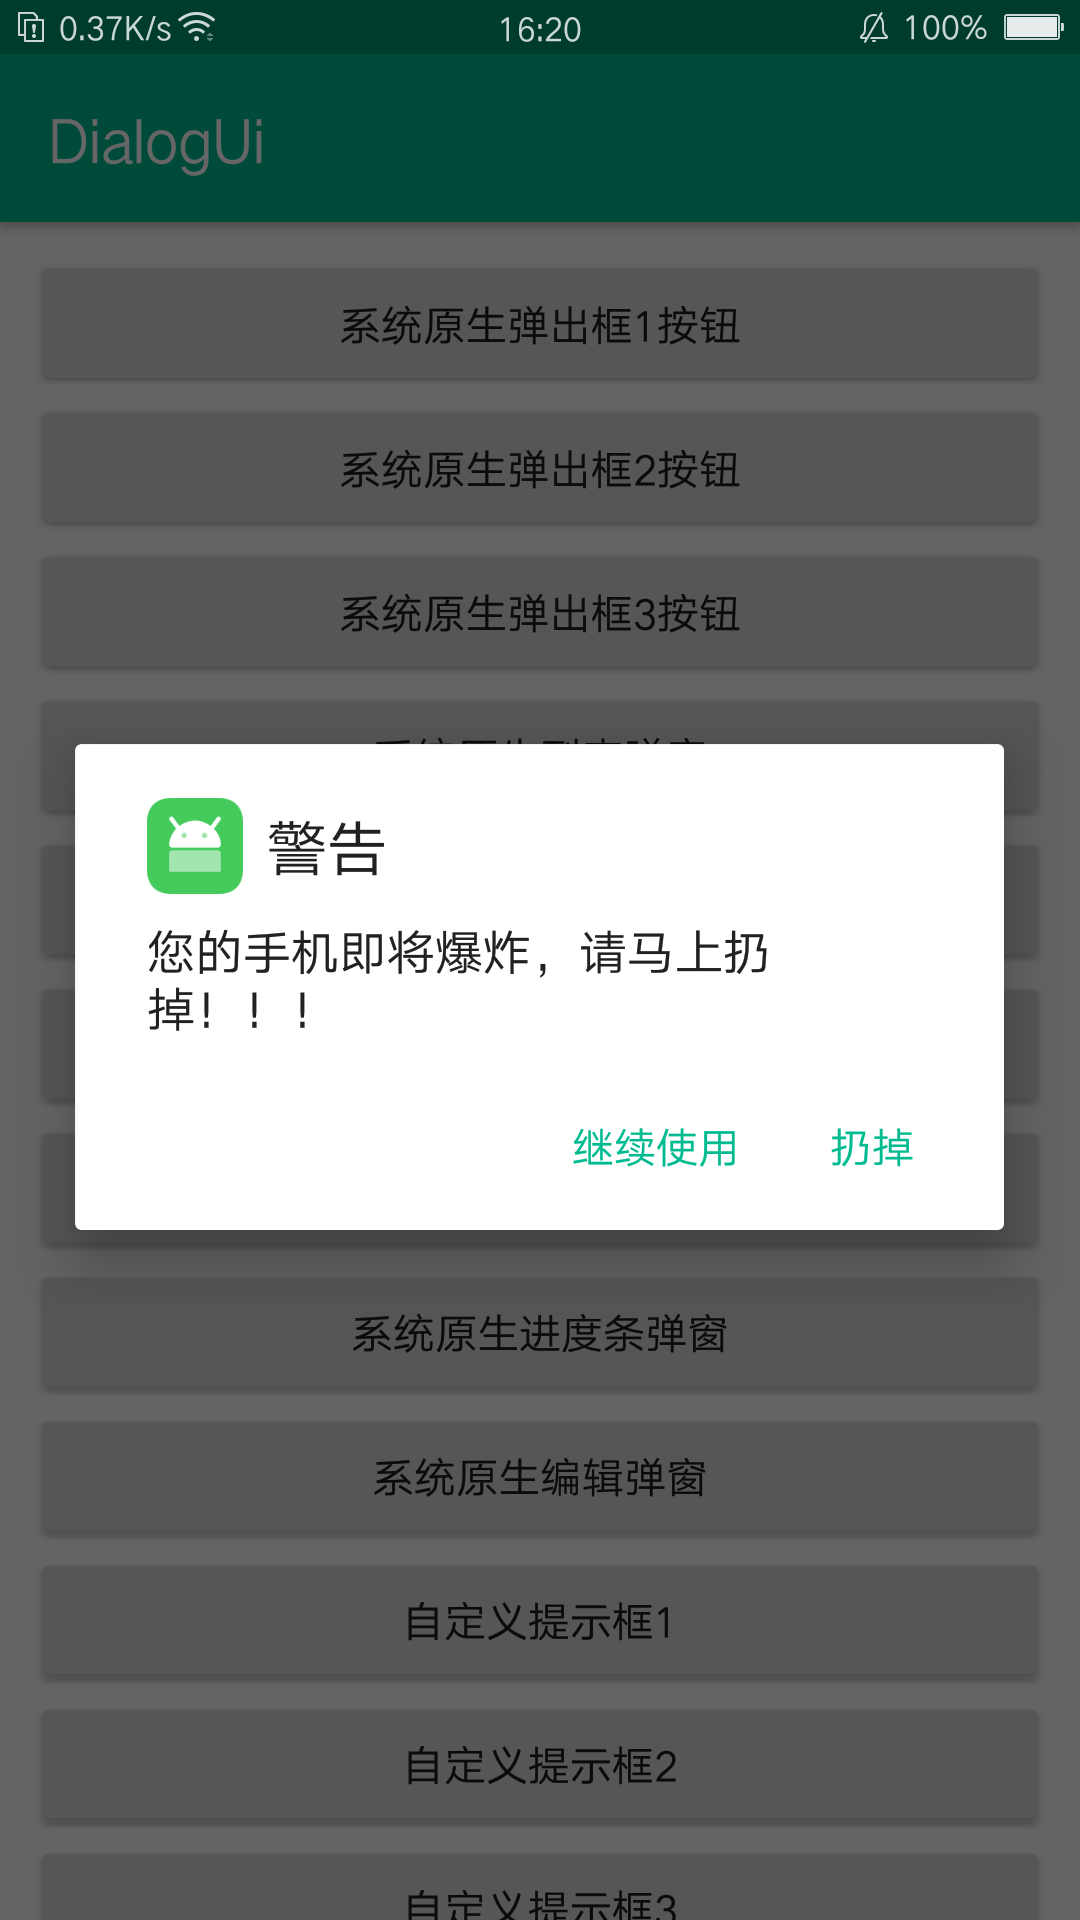 0.37K/s
16:20
100%
DialogUi
系统原生弹出框1按钮
系统原生弹出框2按钮
系统原生弹出框3按钮
警告
您的手机即将爆炸，请马上扔
掉！！！
继续使用
扔掉
系统原生进度条弹窗
系统原生编辑弹窗
自定义提示框1
自定义提示框2
自定义提示框3